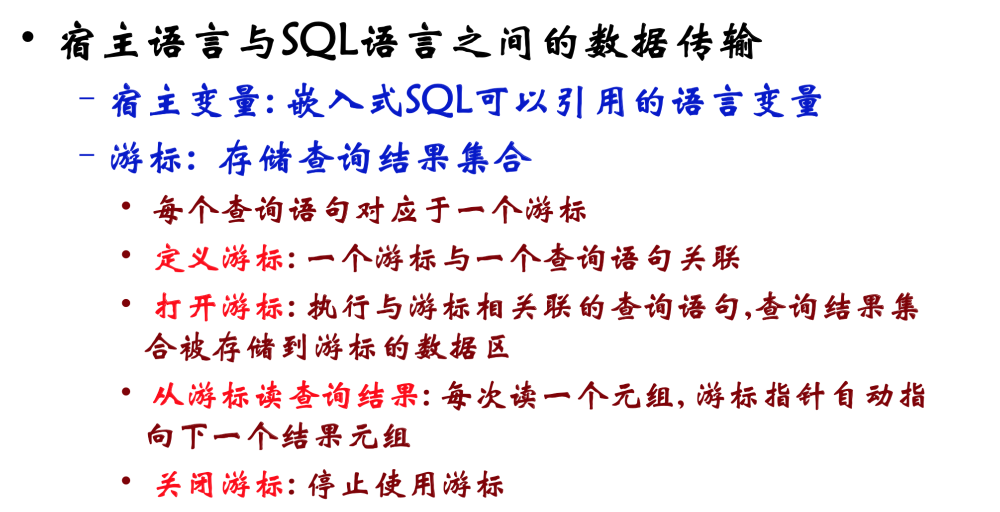 • 宿主语言与SQL语言之间的数据传输
– 宿主变量: 嵌入式SQL可以引用的语言变量
– 游标: 存储查询结果集合
• 每个查询语句对应于一个游标
• 定义游标: 一个游标与一个查询语句关联
• 打开游标: 执行与游标相关联的查询语句,查询结果集
合被存储到游标的数据区
• 从游标读查询结果: 每次读一个元组, 游标指针自动指
向下一个结果元组
• 关闭游标: 停止使用游标